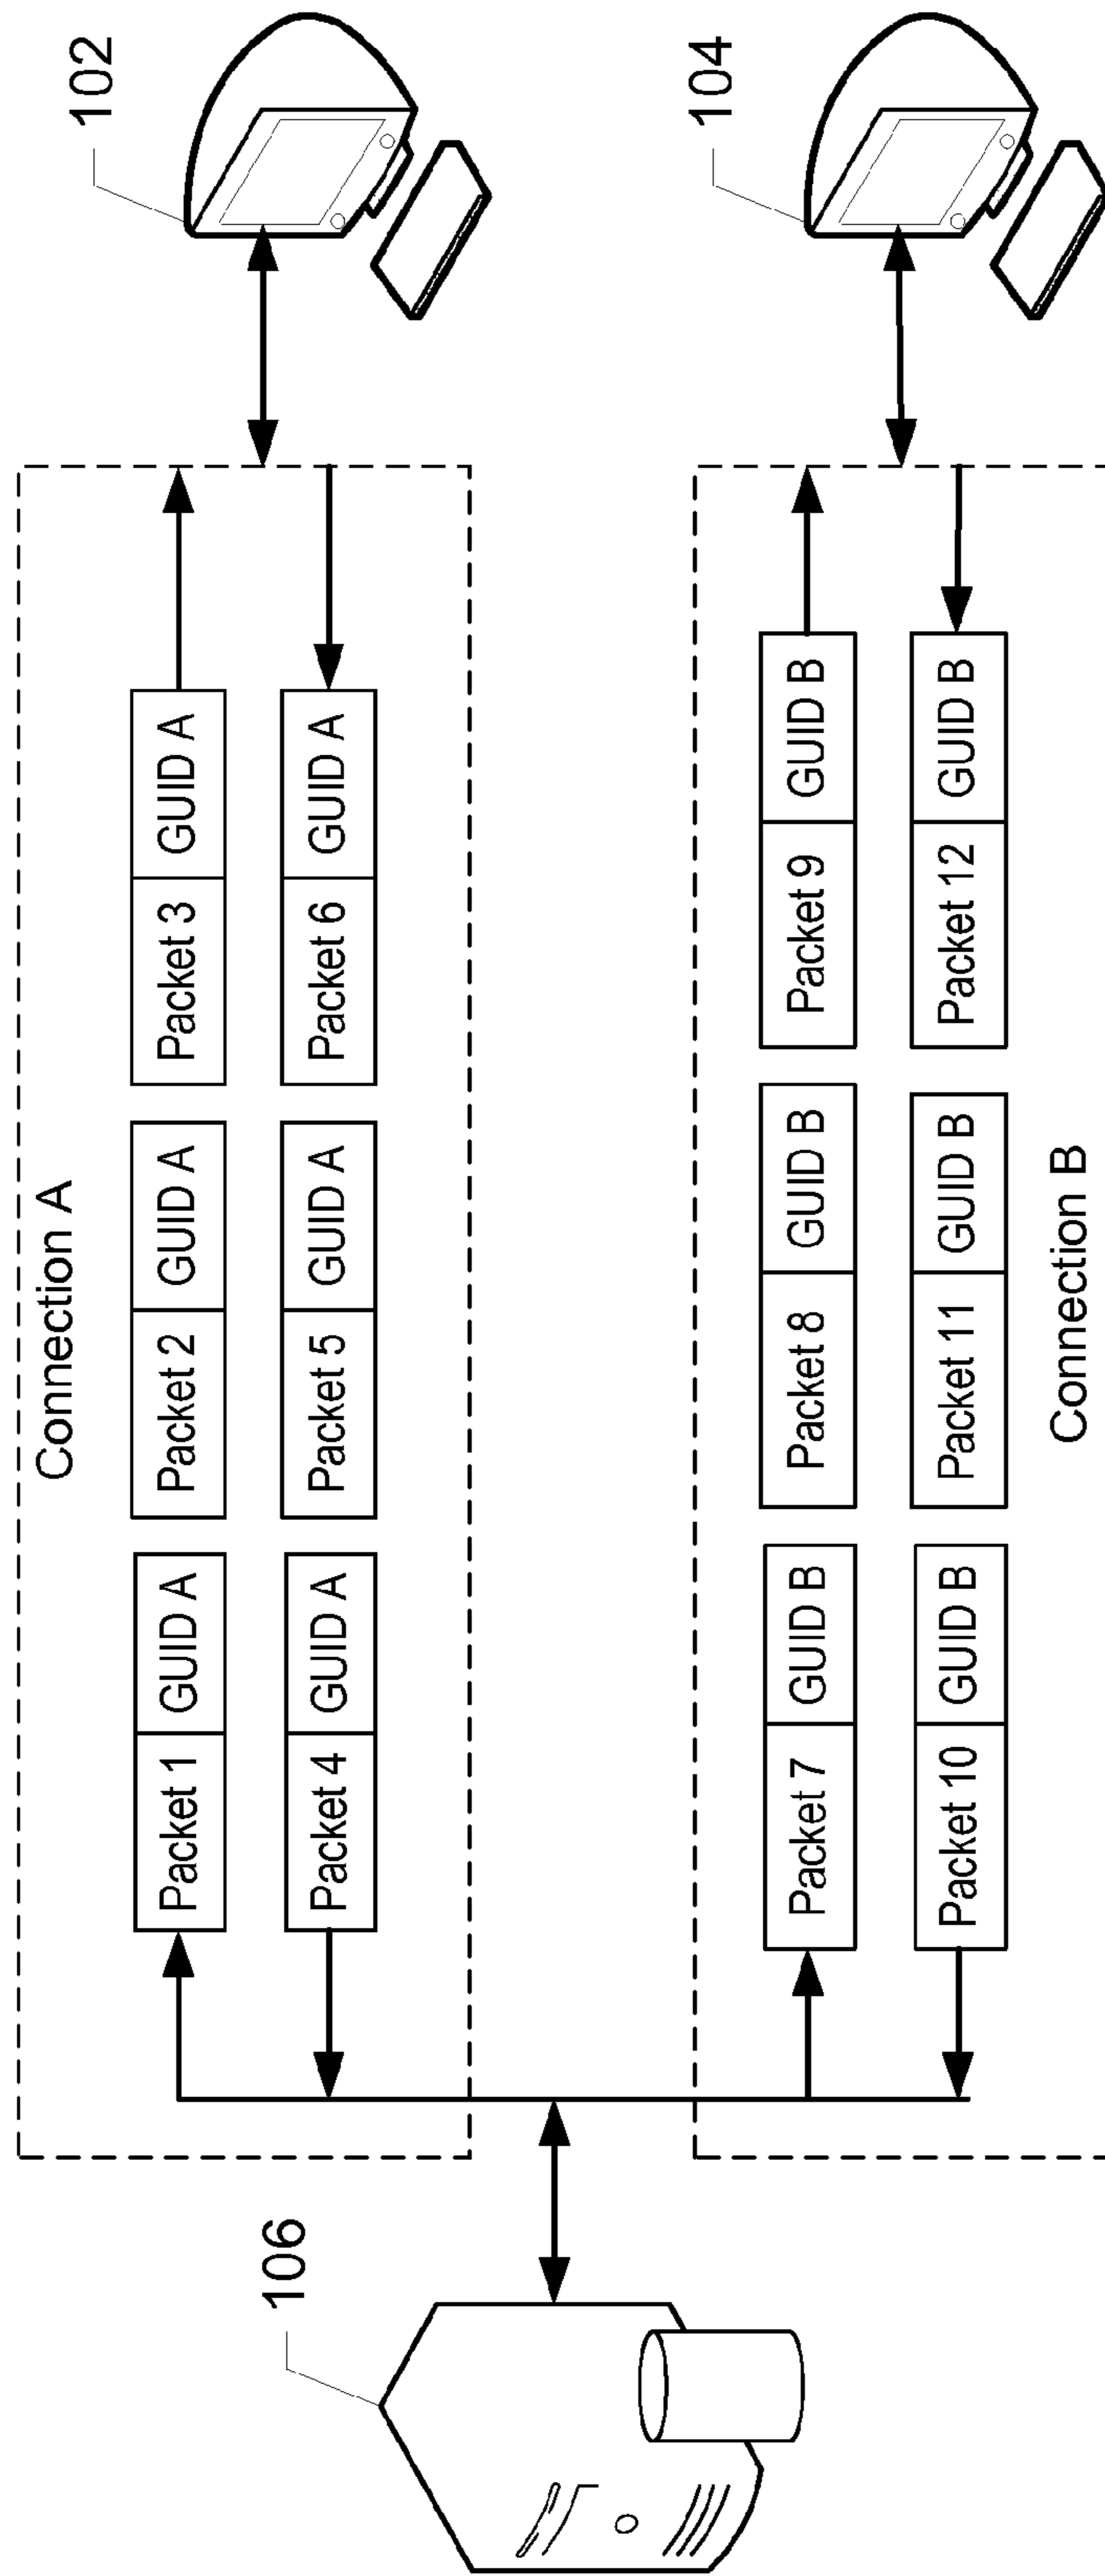 102
Connection A
Packet 1 GUID A Packet 2 GUID A Packet 3 GUID A
Packet 4 GUID A Packet 5 GUID A Packet 6 GUID A
106
104
Packet 7 GUID B Packet 8 GUID B Packet 9 GUID B
Packet 10 GUID B Packet 11 GUID B Packet 12 GUID B
Connection B